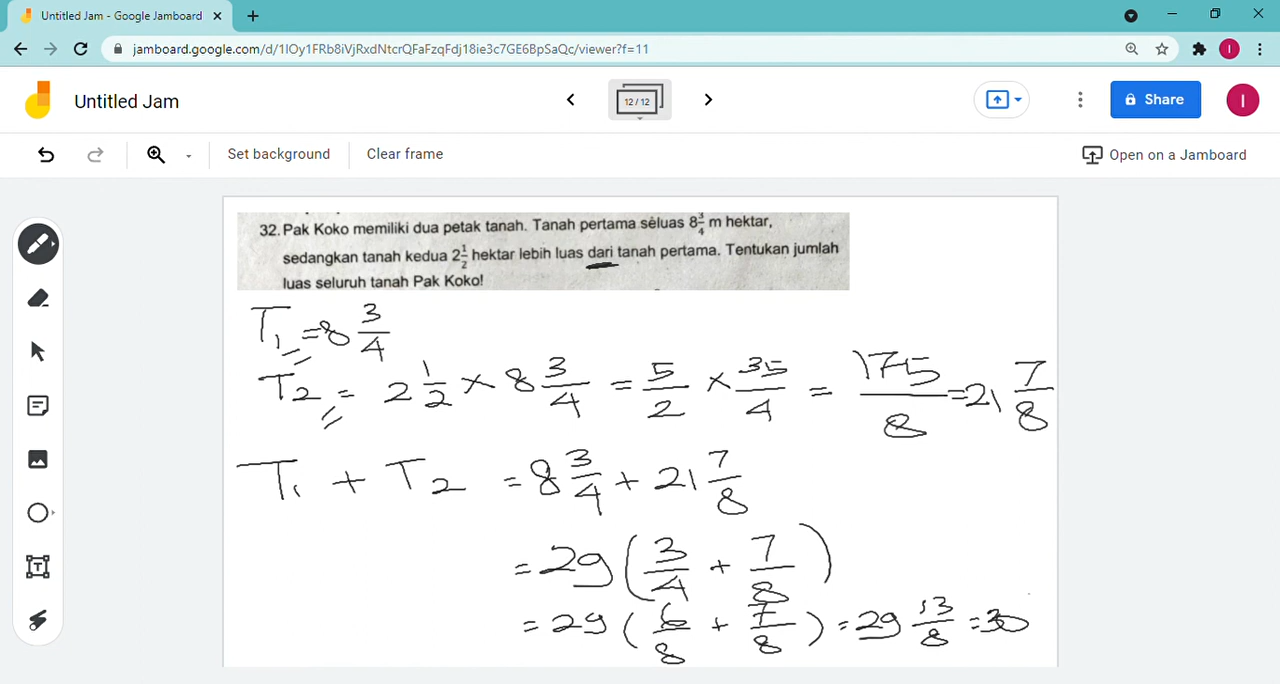 Untitled Jam - Google Jamboard
jamboard.google.com/d/1IOy1FRb8iVjRxdNtcrQFaFzqFdj18ie3c7GE6BpSaQc/viewer?f=11
I
Untitled Jam
12 / 12
Share
I
Set background
Clear frame
Open on a Jamboard
32. Pak Koko memiliki dua petak tanah. Tanah pertama seluas 8 3/4 m hektar,
sedangkan tanah kedua 2 1/2 hektar lebih luas dari tanah pertama. Tentukan jumlah
luas seluruh tanah Pak Koko!
T1 = 8 3/4
T2 = 2 1/2 × 8 3/4 = 5/2 × 35/4 = 175/8 = 21 7/8
T1 + T2 = 8 3/4 + 21 7/8
= 29 (3/4 + 7/8)
= 29 (6/8 + 7/8) = 29 13/8 = 30